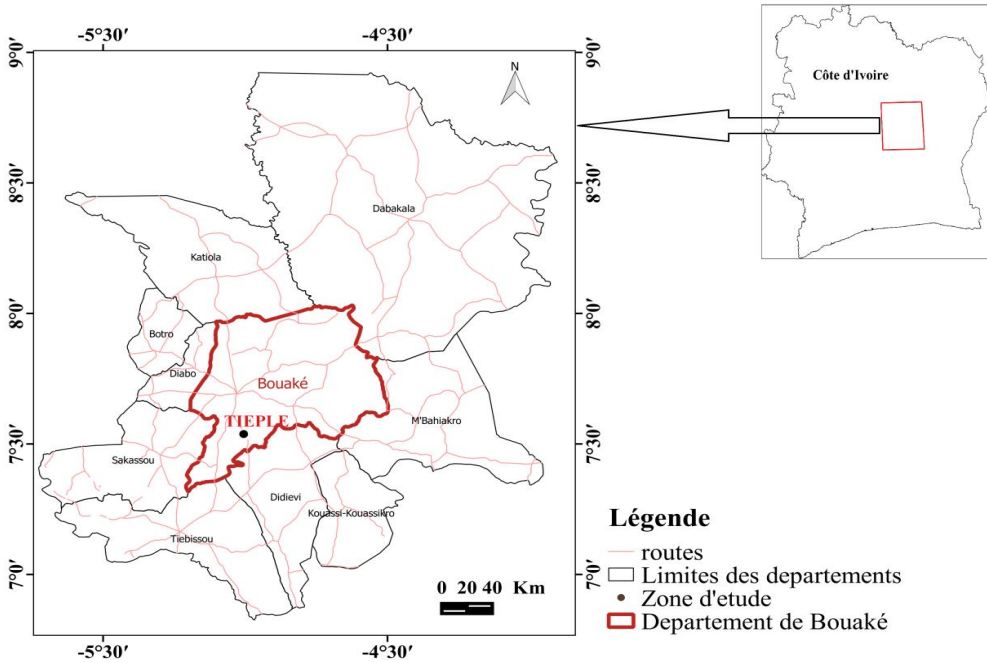 -5°30'
-4°30'
9°0'
9°0'
N
Côte d'Ivoire
8°30'
8°30'
Dabakala
Katiola
8°0'
8°0'
Botro
Diabo
Bouaké
TIEPLE
M'Bahiakro
7°30'
7°30'
Sakassou
Didievi
Kouassi-Kouassikro
Tiebissou
7°0'
7°0'
0 20 40 Km
-5°30'
-4°30'
Légende
routes
Limites des departements
Zone d'etude
Departement de Bouaké